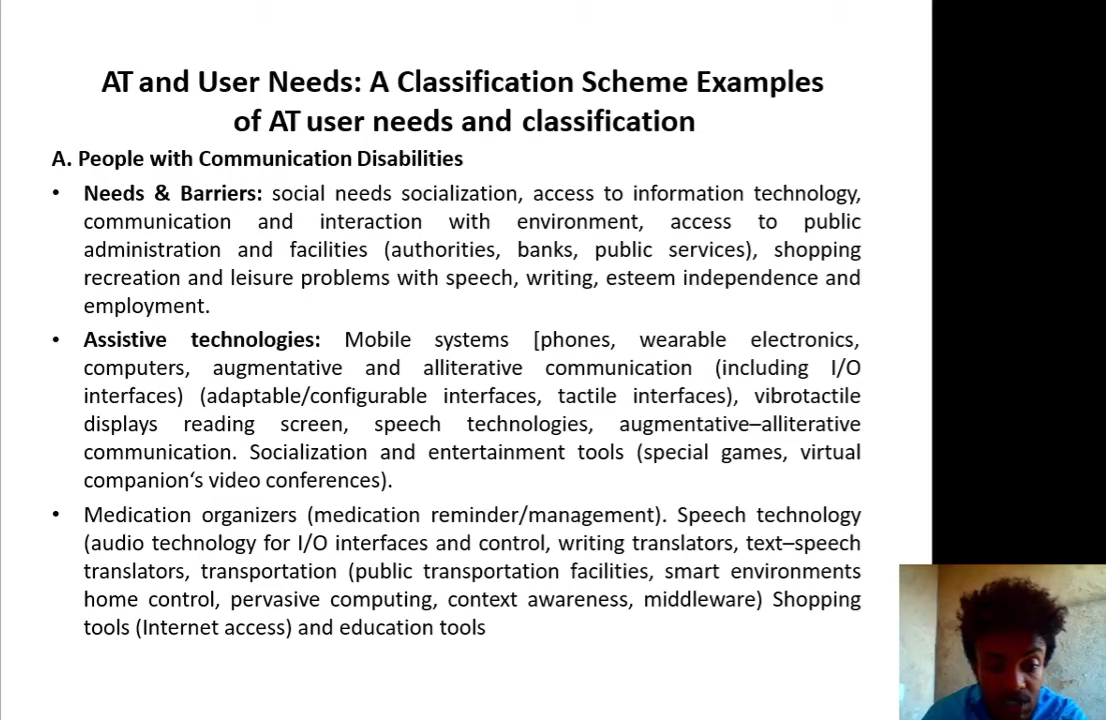 AT and User Needs: A Classification Scheme Examples
of AT user needs and classification
A. People with Communication Disabilities
• Needs & Barriers: social needs socialization, access to information technology,
communication and interaction with environment, access to public
administration and facilities (authorities, banks, public services), shopping
recreation and leisure problems with speech, writing, esteem independence and
employment.
• Assistive technologies: Mobile systems [phones, wearable electronics,
computers, augmentative and alliterative communication (including I/O
interfaces) (adaptable/configurable interfaces, tactile interfaces), vibrotactile
displays reading screen, speech technologies, augmentative–alliterative
communication. Socialization and entertainment tools (special games, virtual
companion‘s video conferences).
• Medication organizers (medication reminder/management). Speech technology
(audio technology for I/O interfaces and control, writing translators, text–speech
translators, transportation (public transportation facilities, smart environments
home control, pervasive computing, context awareness, middleware) Shopping
tools (Internet access) and education tools